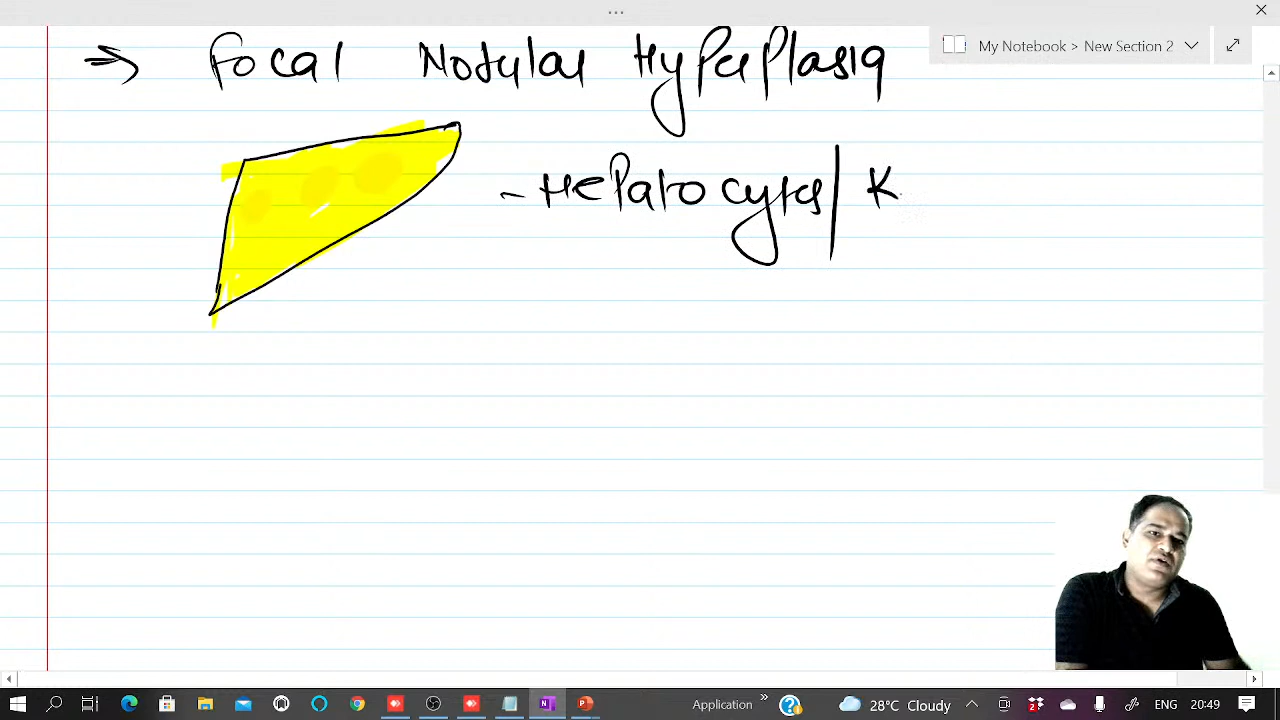 ⇒ Focal Nodular Hyperplasia
My Notebook > New Section 2
- Hepatocytes / K
Application
28°C Cloudy
ENG
20:49